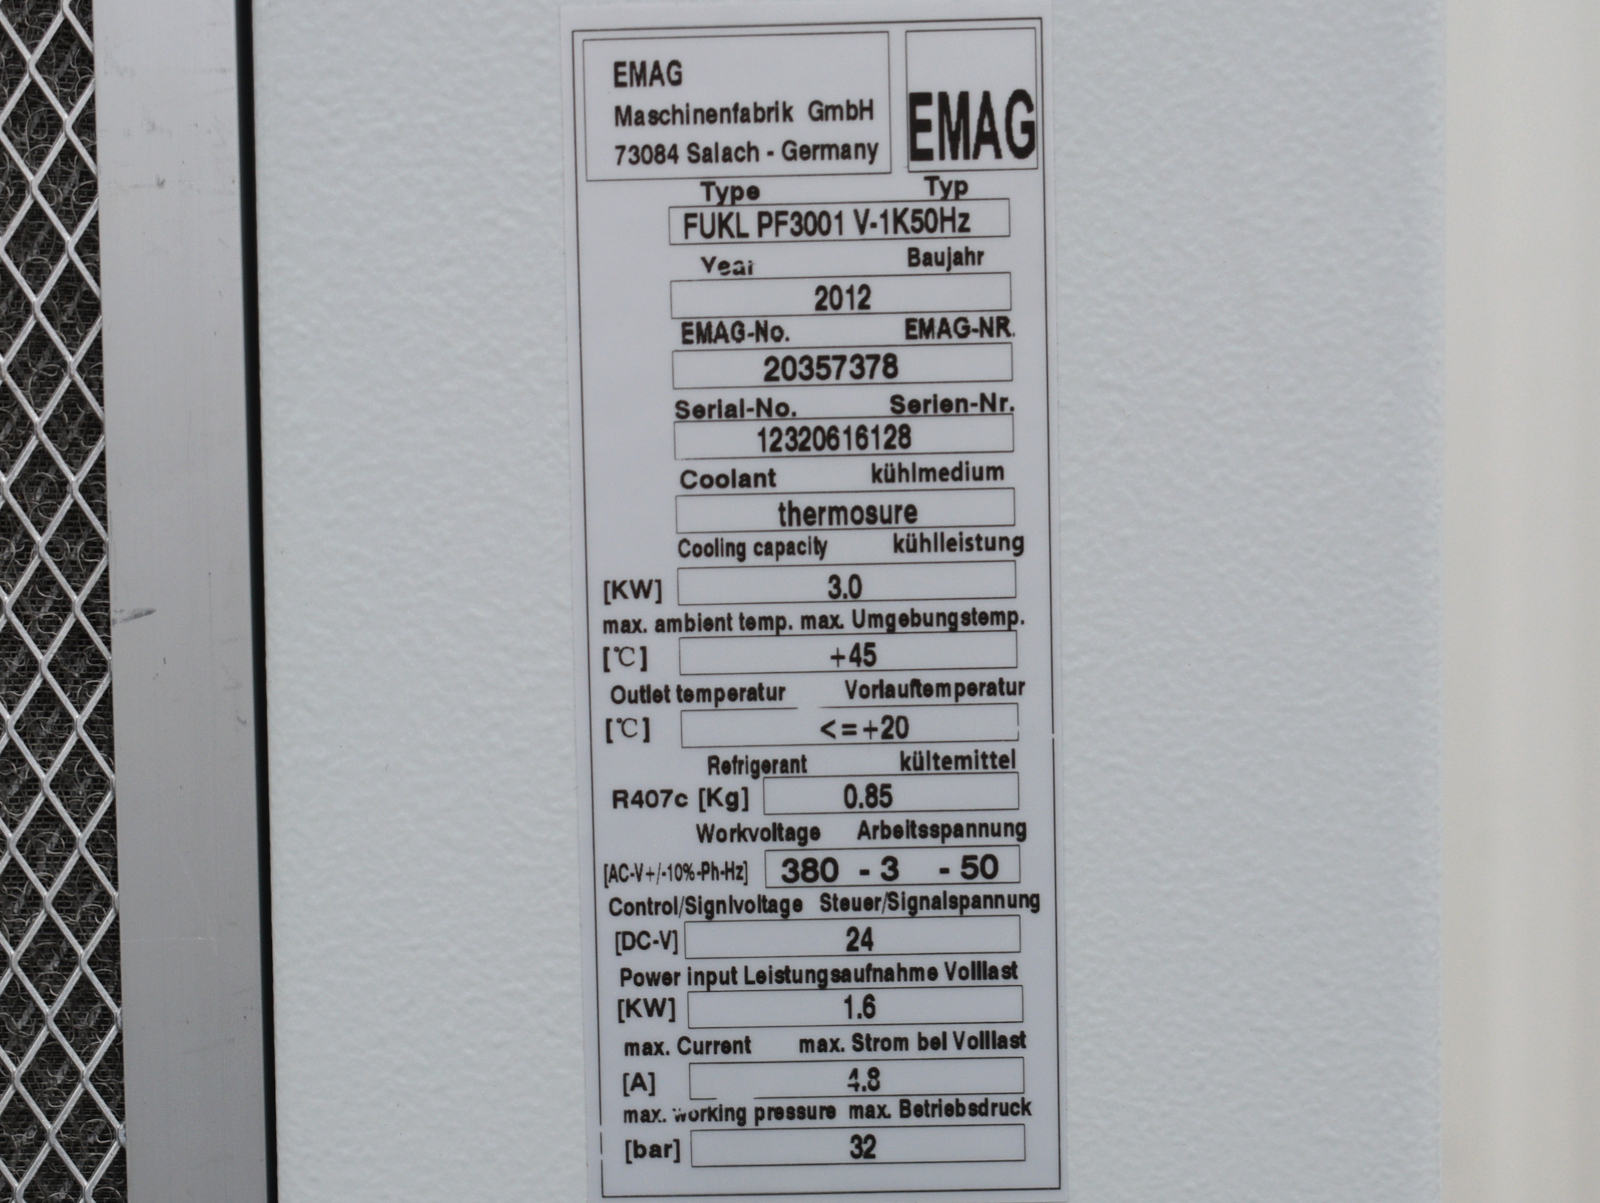 EMAG
Maschinenfabrik GmbH
73084 Salach - Germany
EMAG
Type Typ
FUKL PF3001 V-1K50Hz
Year Baujahr
2012
EMAG-No. EMAG-NR.
20357378
Serial-No. Serien-Nr.
12320616128
Coolant kühlmedium
thermosure
Cooling capacity kühlleistung
[KW] 3.0
max. ambient temp. max. Umgebungstemp.
[℃] +45
Outlet temperatur Vorlauftemperatur
[℃] <=+20
Refrigerant kültemittel
R407c [Kg] 0.85
Workvoltage Arbeitsspannung
[AC-V+/-10%-Ph-Hz] 380 - 3 - 50
Control/Signlvoltage Steuer/Signalspannung
[DC-V] 24
Power input Leistungsaufnahme Volllast
[KW] 1.6
max. Current max. Strom bel Volllast
[A] 4.8
max. working pressure max. Betriebsdruck
[bar] 32